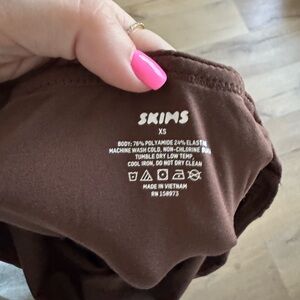 SKIMS
XS
BODY: 76% POLYAMIDE 24% ELASTANE
MACHINE WASH COLD, NON-CHLORINE
TUMBLE DRY LOW TEMP,
COOL IRON, DO NOT DRY CLEAN
MADE IN VIETNAM
RN 158973